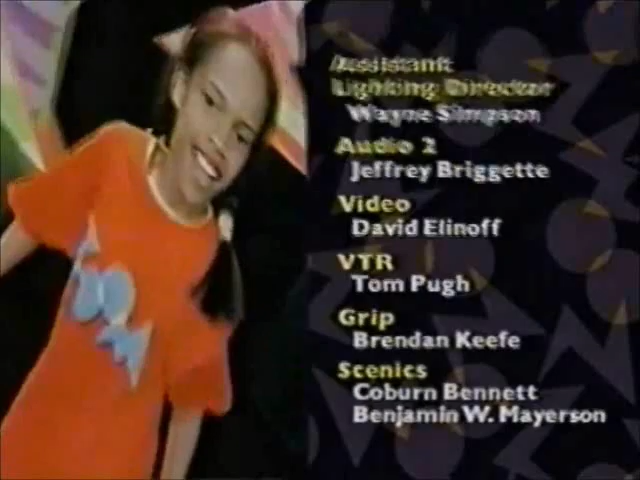 Assistant
Lighting Director
Wayne Simpson
Audio 2
Jeffrey Briggette
Video
David Elinoff
VTR
Tom Pugh
Grip
Brendan Keefe
Scenics
Coburn Bennett
Benjamin W. Mayerson